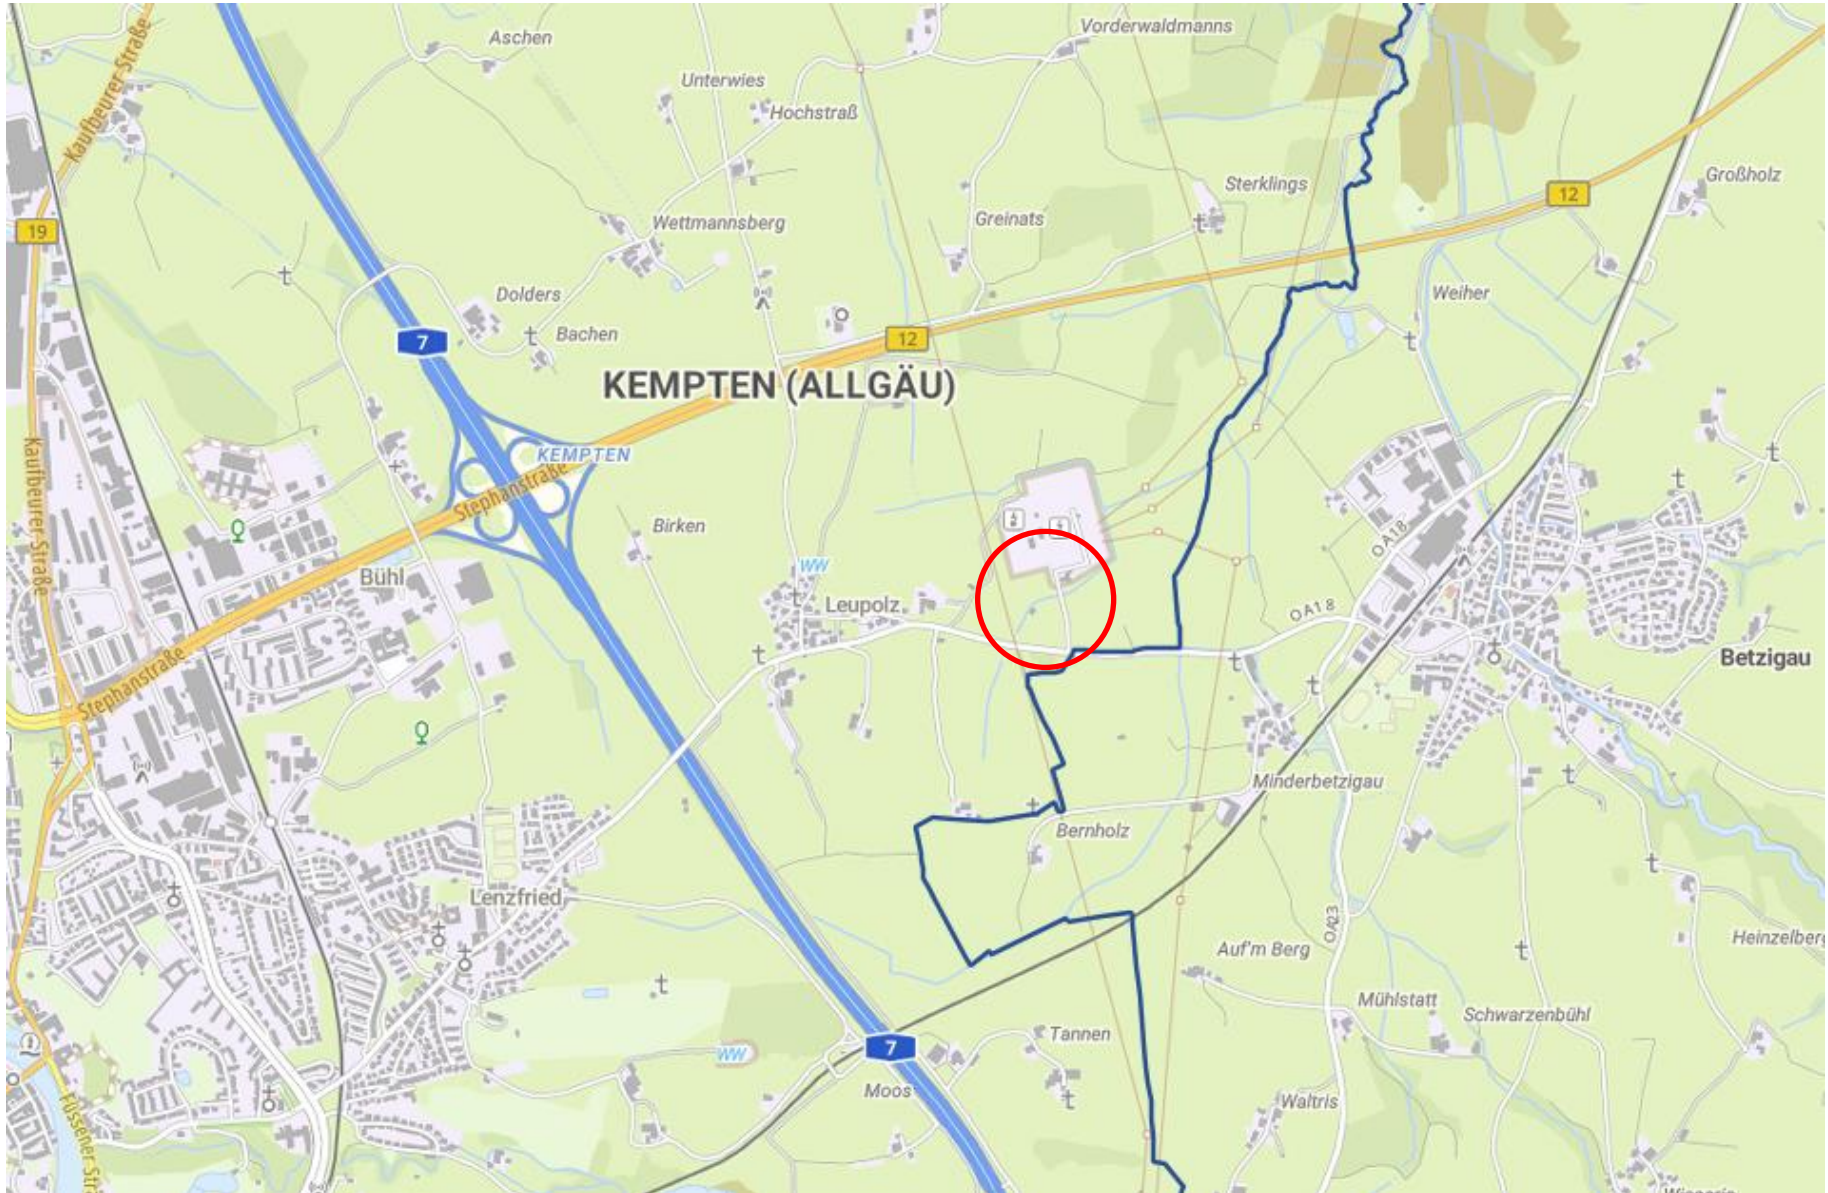 Kaufbeurer Straße
Aschen
Vorderwaldmanns
Unterwies
Hochstraß
Großholz
Sterklings
12
19
Wettmannsberg
Greinats
Dolders
Weiher
Bachen
7
12
KEMPTEN (ALLGÄU)
KEMPTEN
Kaufbeurer Straße
Stephanstraße
Birken
OA18
WW
Bühl
Leupolz
OA18
Betzigau
Stephanstraße
Minderbetzigau
Bernholz
Lenzfried
OA23
Auf'm Berg
Heinzelberg
Mühlstatt
Schwarzenbühl
WW
Tannen
7
Moos
Waltris
Füssener Stra